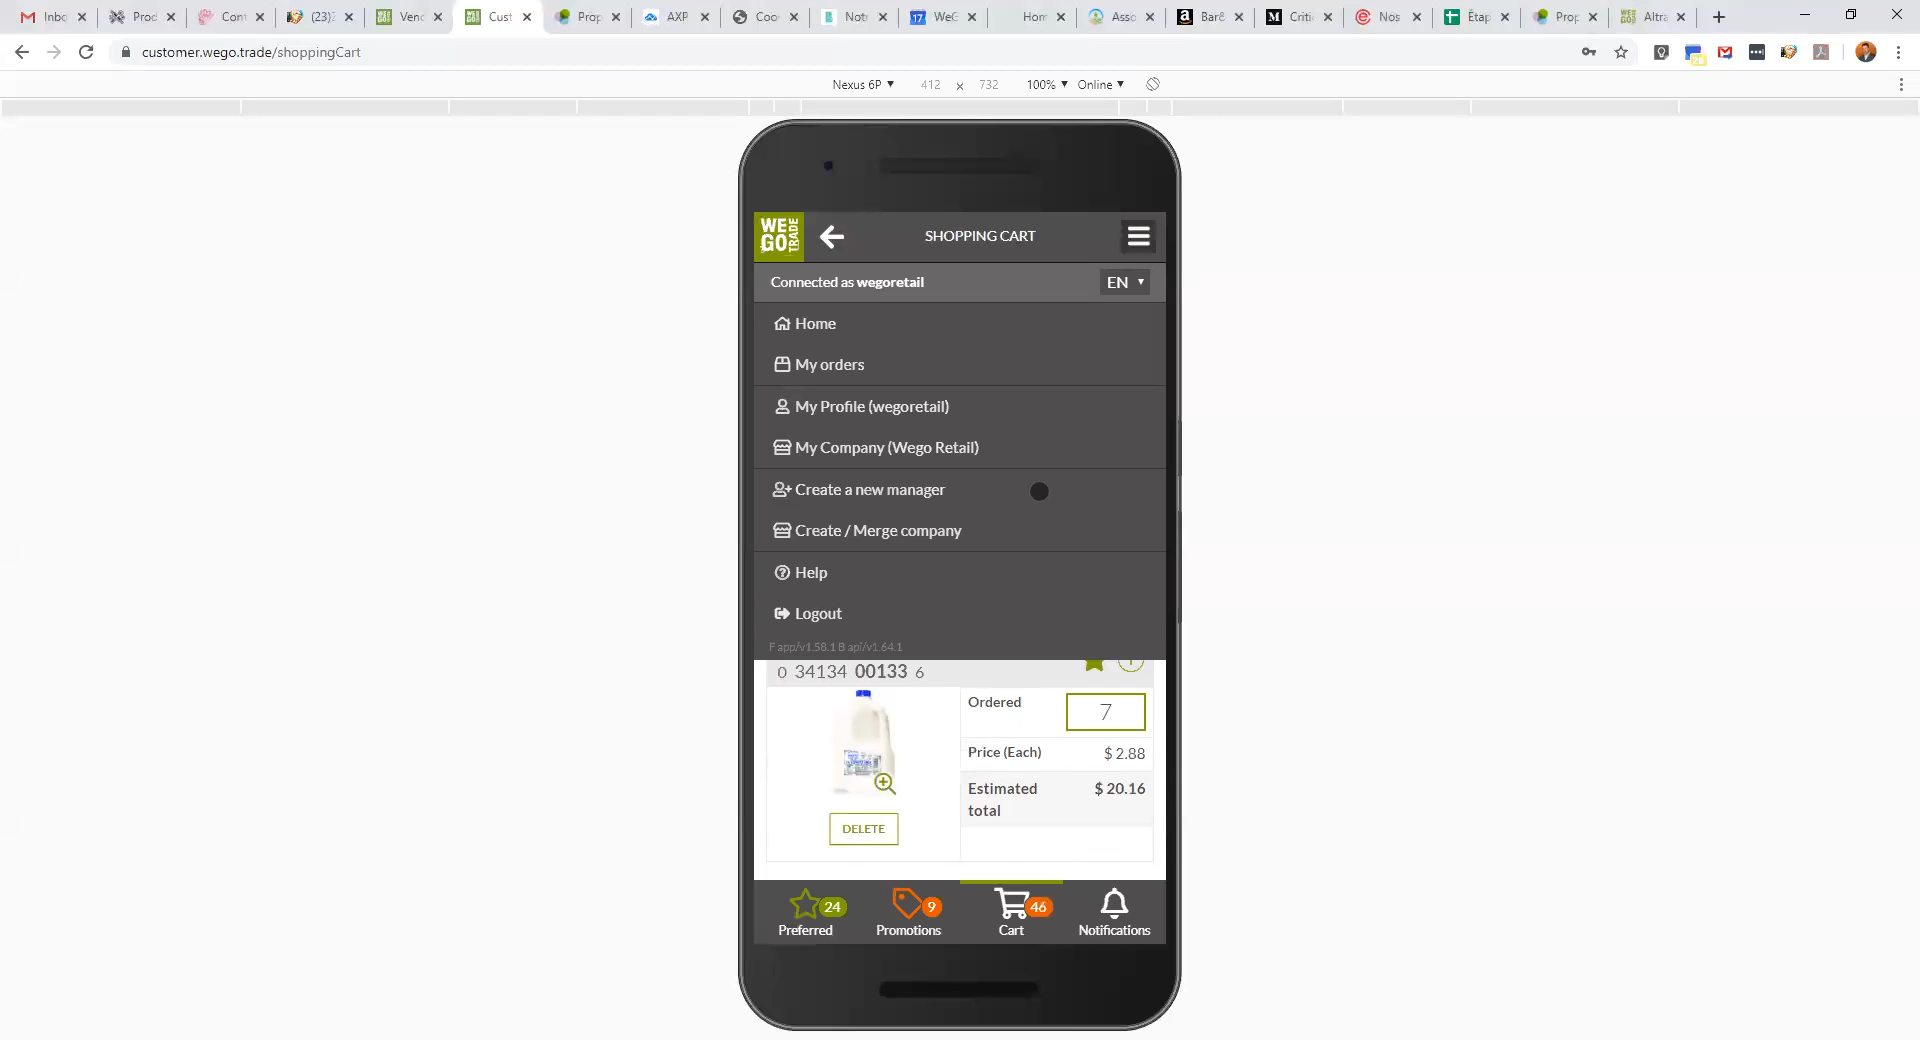 Inbo
Prod
Cont
(23)
Venc
Cust
Prop
AXP
Coo
Notr
17
WeG
Hom
Asso
Bar&
Criti
Nos
Étap
Prop
Altra
customer.wego.trade/shoppingCart
Nexus 6P ▼ 412 x 732 100% ▼ Online ▼
WE GO TRADE
SHOPPING CART
Connected as wegoretail
EN ▼
Home
My orders
My Profile (wegoretail)
My Company (Wego Retail)
Create a new manager
Create / Merge company
Help
Logout
F app/v1.58.1 B api/v1.64.1
0 34134 00133 6
Ordered 7
Price (Each) $ 2.88
Estimated total $ 20.16
DELETE
24
9
46
Preferred
Promotions
Cart
Notifications